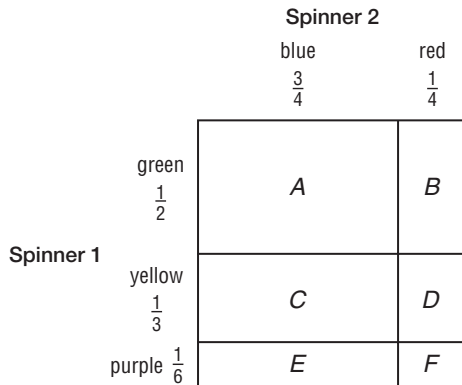 Spinner 2
blue red
3/4 1/4
green
1/2
A B
Spinner 1
yellow
1/3
C D
purple 1/6
E F